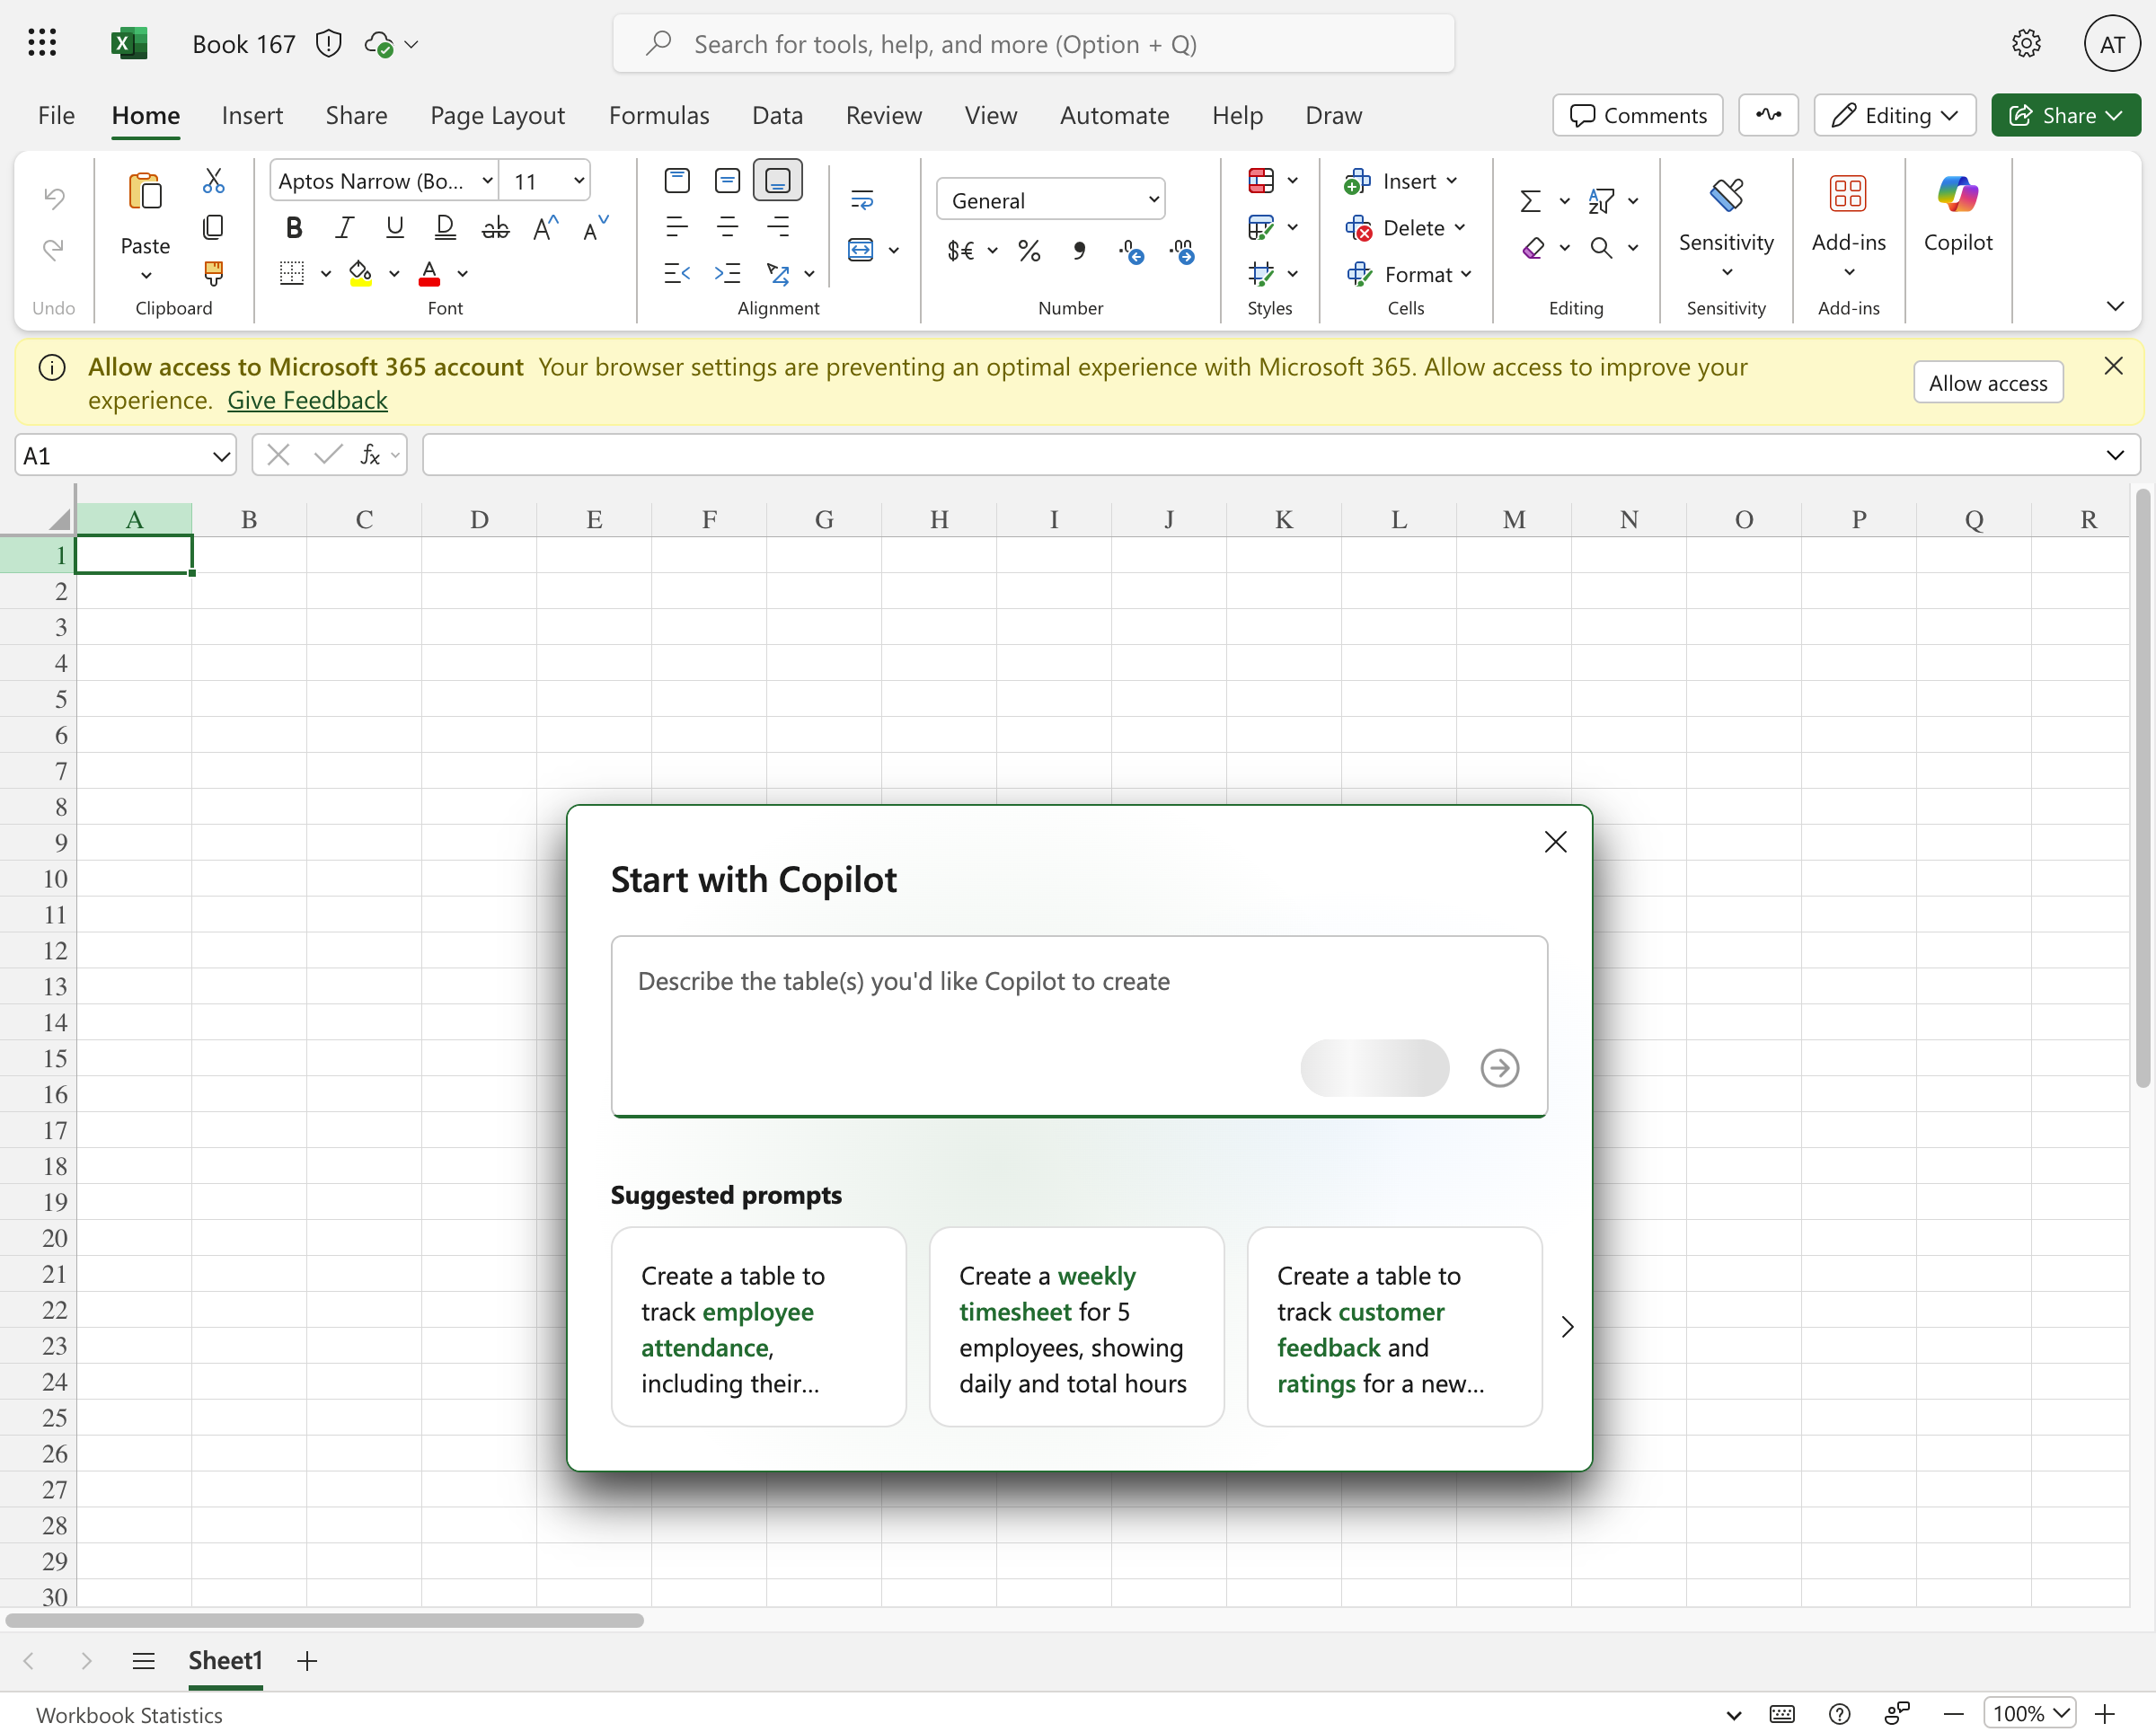 Book 167
Search for tools, help, and more (Option + Q)
AT
File Home Insert Share Page Layout Formulas Data Review View Automate Help Draw
Comments Editing Share
Undo
Paste
Clipboard
Aptos Narrow (Bo... 11
Font
Alignment
General
Number
Styles
Insert
Delete
Format
Cells
Editing
Sensitivity
Sensitivity
Add-ins
Add-ins
Copilot
Allow access to Microsoft 365 account Your browser settings are preventing an optimal experience with Microsoft 365. Allow access to improve your
experience. Give Feedback
Allow access
A1
A B C D E F G H I J K L M N O P Q R
1
2
3
4
5
6
7
8
9
10
11
12
13
14
15
16
17
18
19
20
21
22
23
24
25
26
27
28
29
30
Start with Copilot
Describe the table(s) you'd like Copilot to create
Suggested prompts
Create a table to
track employee
attendance,
including their...
Create a weekly
timesheet for 5
employees, showing
daily and total hours
Create a table to
track customer
feedback and
ratings for a new...
Sheet1
Workbook Statistics
100%